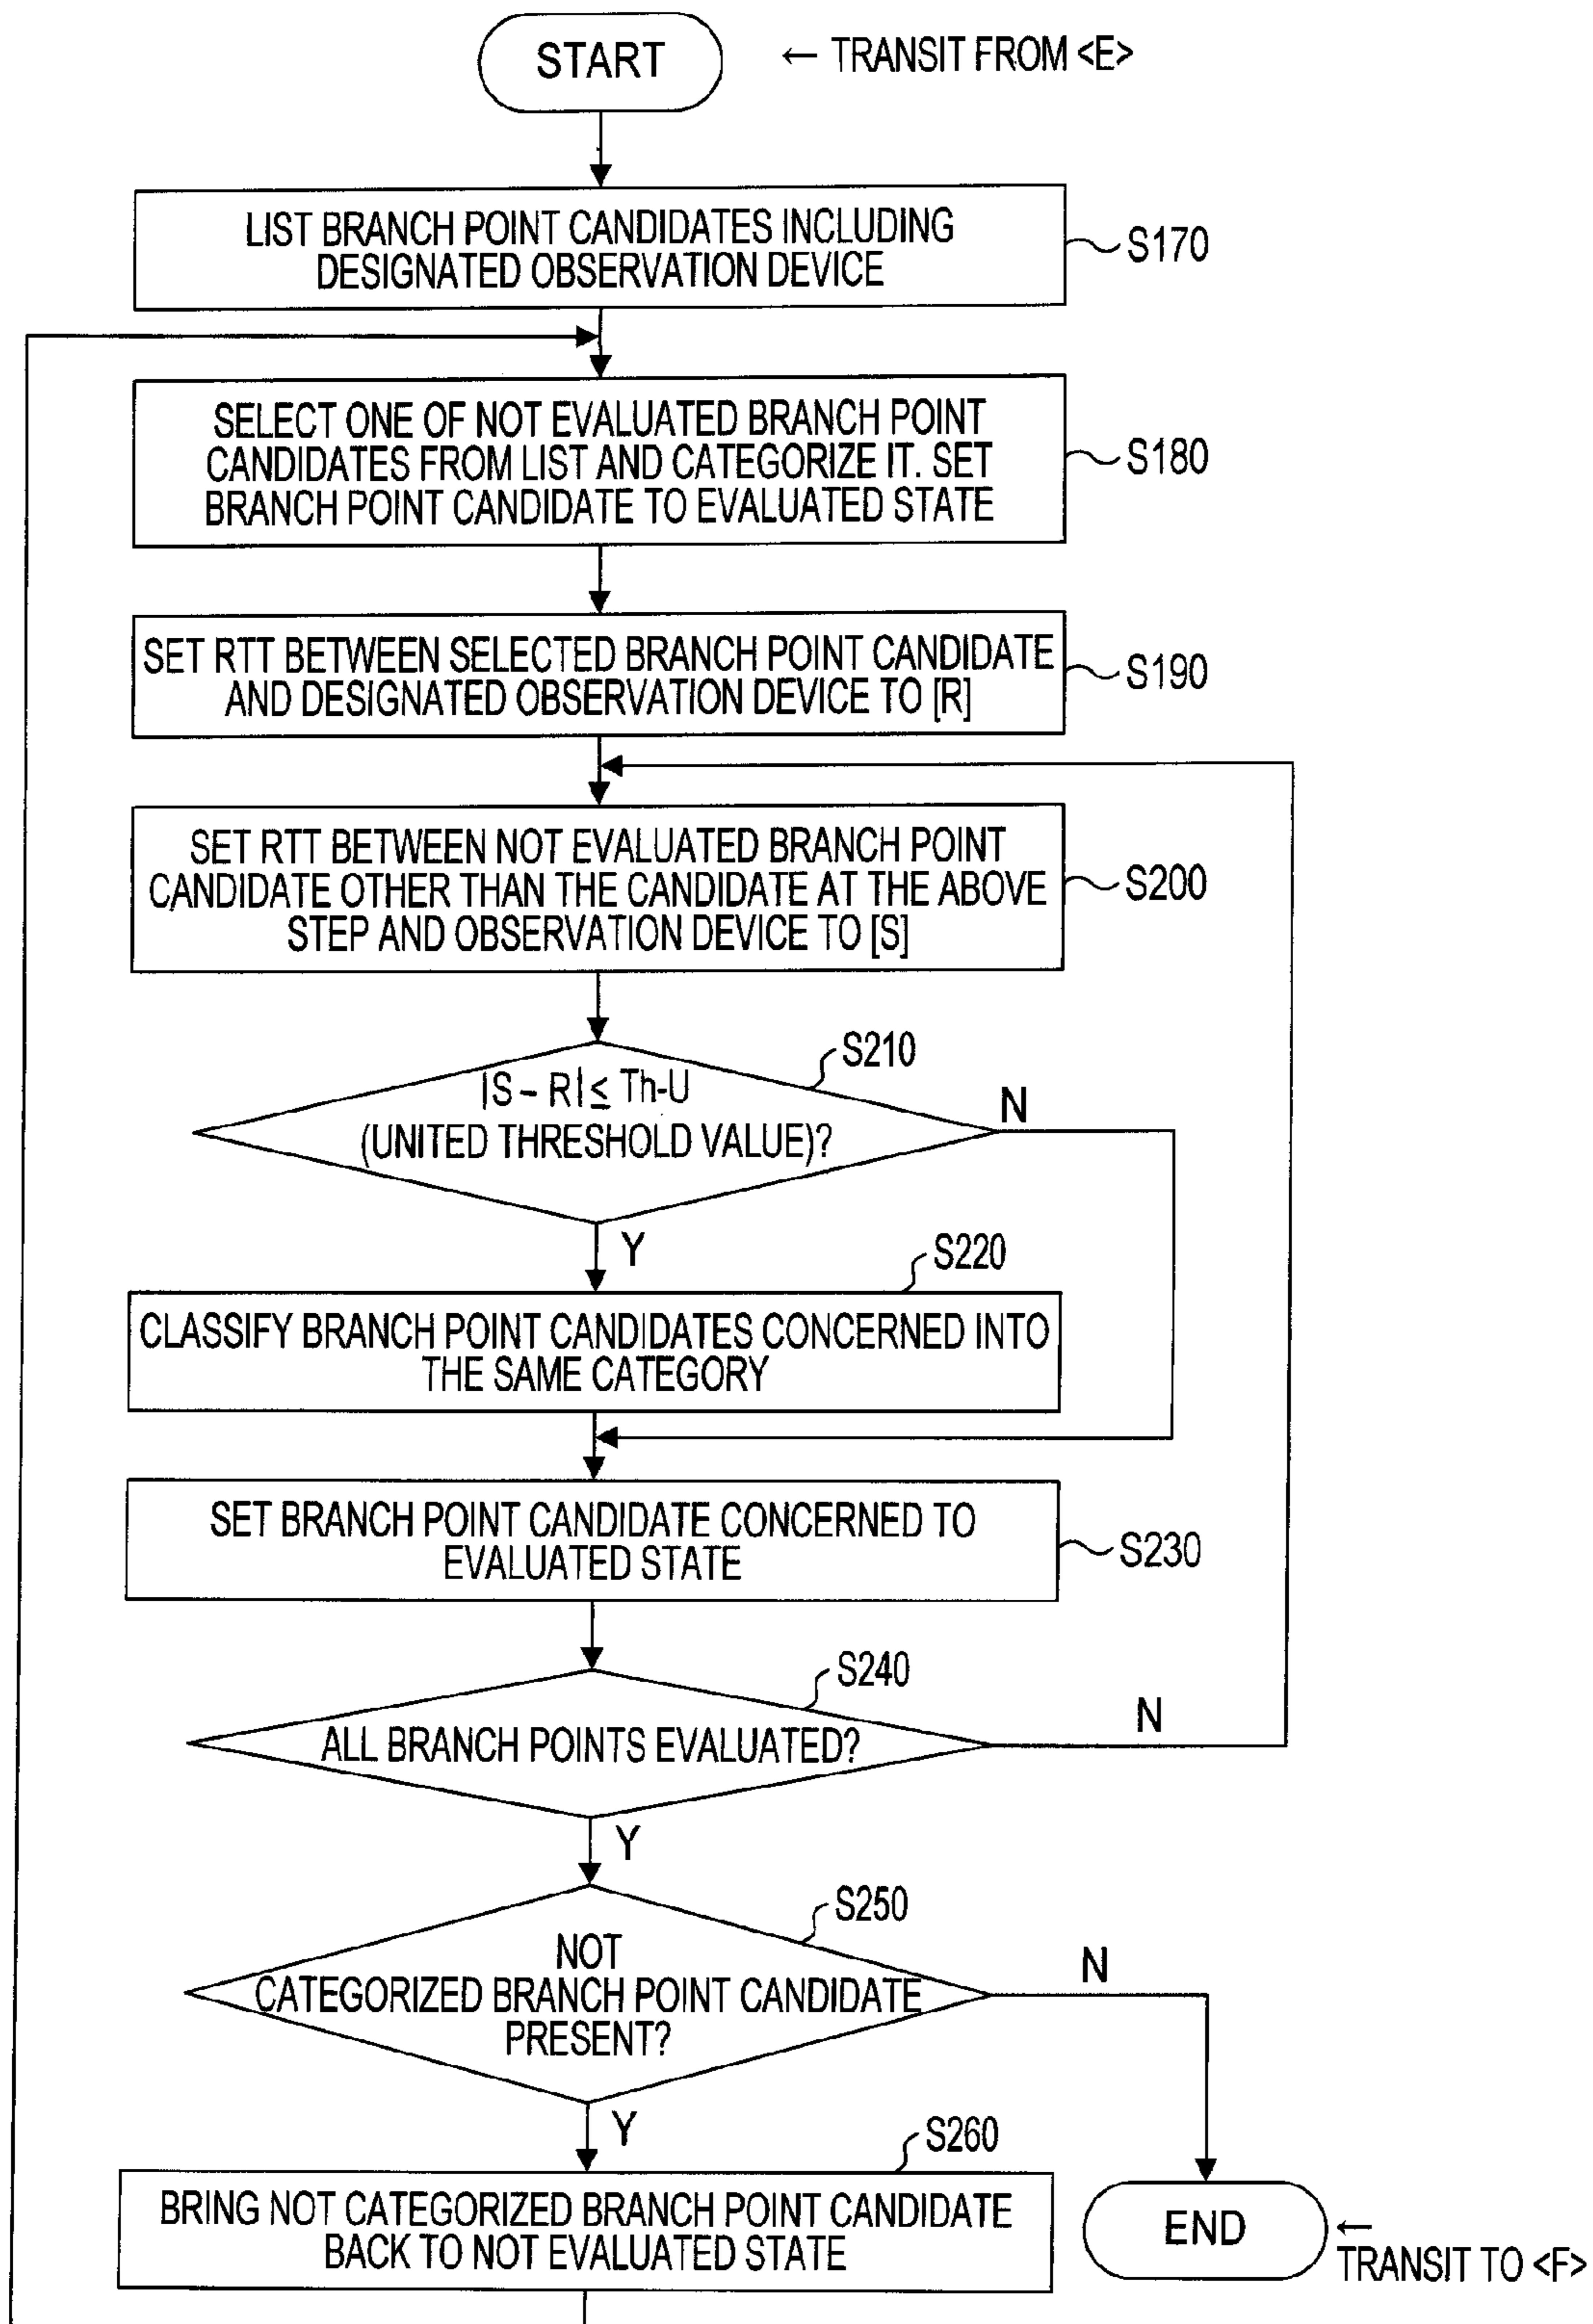 START
← TRANSIT FROM <E>
LIST BRANCH POINT CANDIDATES INCLUDING
DESIGNATED OBSERVATION DEVICE
S170
SELECT ONE OF NOT EVALUATED BRANCH POINT
CANDIDATES FROM LIST AND CATEGORIZE IT. SET
BRANCH POINT CANDIDATE TO EVALUATED STATE
S180
SET RTT BETWEEN SELECTED BRANCH POINT CANDIDATE
AND DESIGNATED OBSERVATION DEVICE TO [R]
S190
SET RTT BETWEEN NOT EVALUATED BRANCH POINT
CANDIDATE OTHER THAN THE CANDIDATE AT THE ABOVE
STEP AND OBSERVATION DEVICE TO [S]
S200
S210
|S – R| ≤ Th-U
(UNITED THRESHOLD VALUE)?
N
Y
S220
CLASSIFY BRANCH POINT CANDIDATES CONCERNED INTO
THE SAME CATEGORY
SET BRANCH POINT CANDIDATE CONCERNED TO
EVALUATED STATE
S230
S240
ALL BRANCH POINTS EVALUATED?
N
Y
S250
NOT
CATEGORIZED BRANCH POINT CANDIDATE
PRESENT?
N
Y
S260
BRING NOT CATEGORIZED BRANCH POINT CANDIDATE
BACK TO NOT EVALUATED STATE
END
←
TRANSIT TO <F>